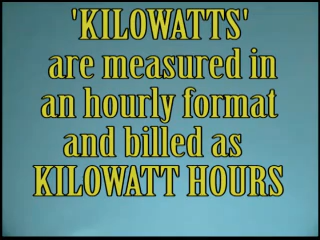 'KILOWATTS'
are measured in
an hourly format
and billed as
KILOWATT HOURS